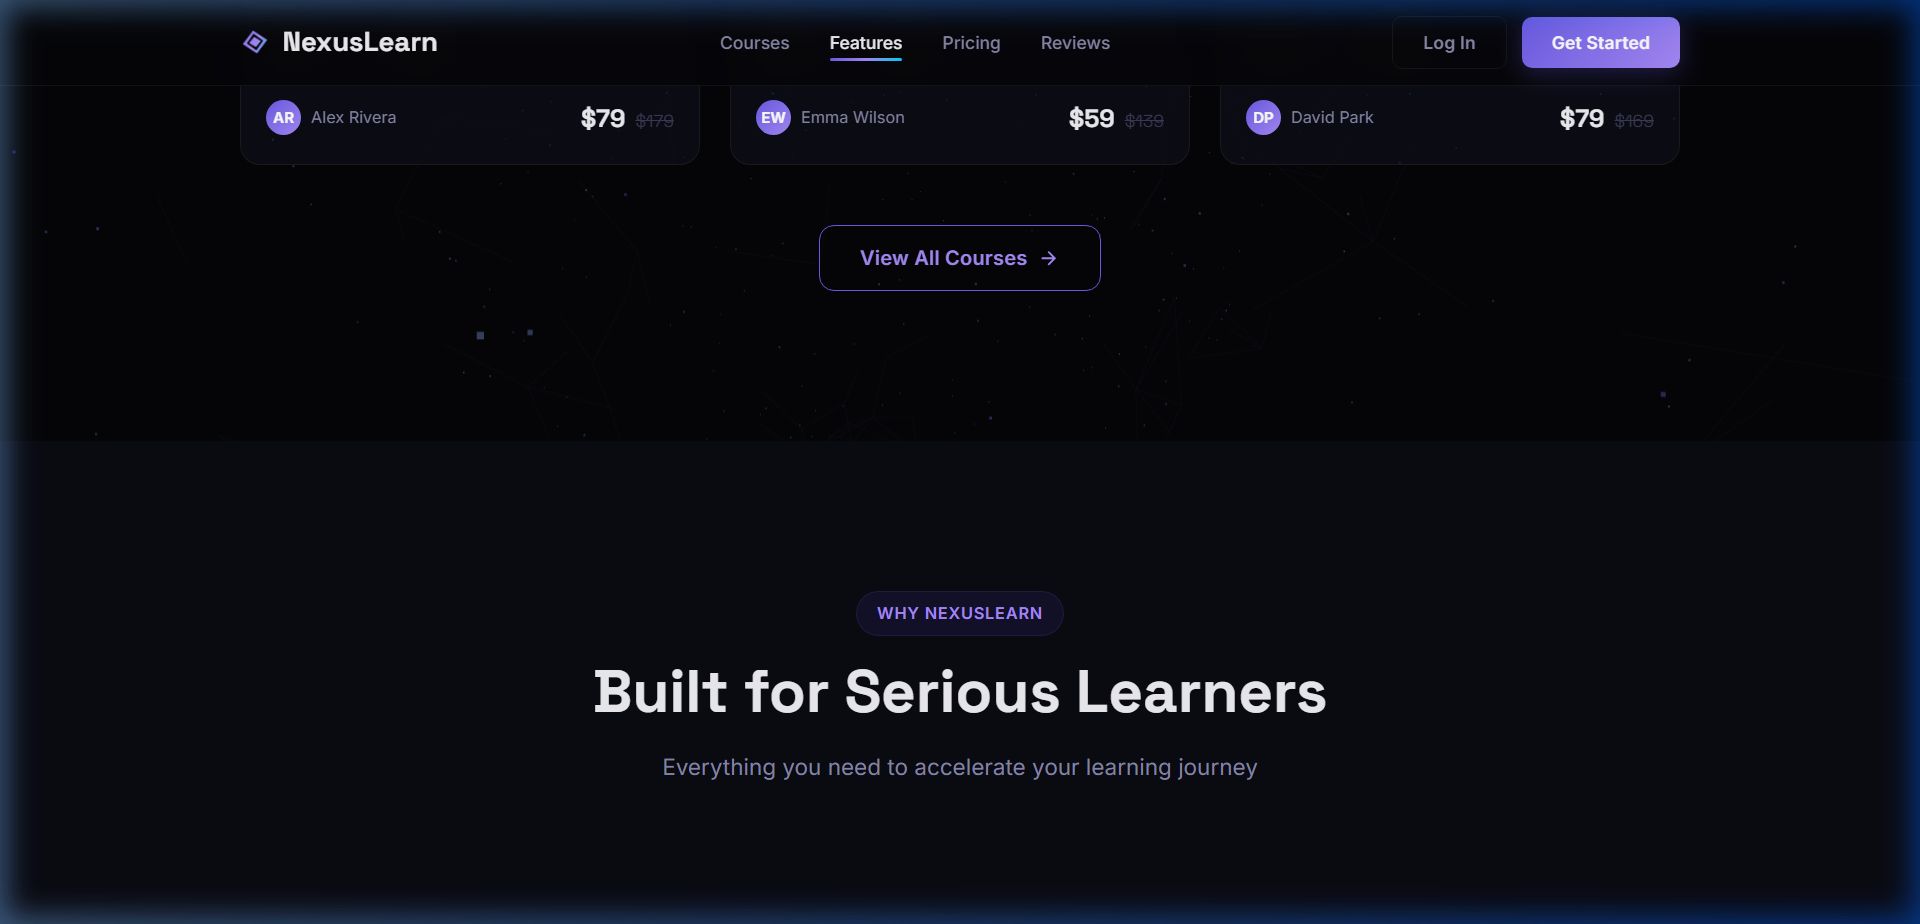 NexusLearn
Courses Features Pricing Reviews
Log In
Get Started
AR Alex Rivera $79 $179
EW Emma Wilson $59 $139
DP David Park $79 $169
View All Courses →
WHY NEXUSLEARN
Built for Serious Learners
Everything you need to accelerate your learning journey